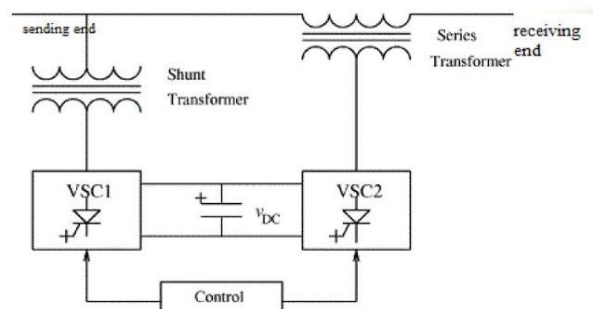 sending end
Series
Transformer
receiving
end
Shunt
Transformer
VSC1
VSC2
+
v DC
+
+
Control